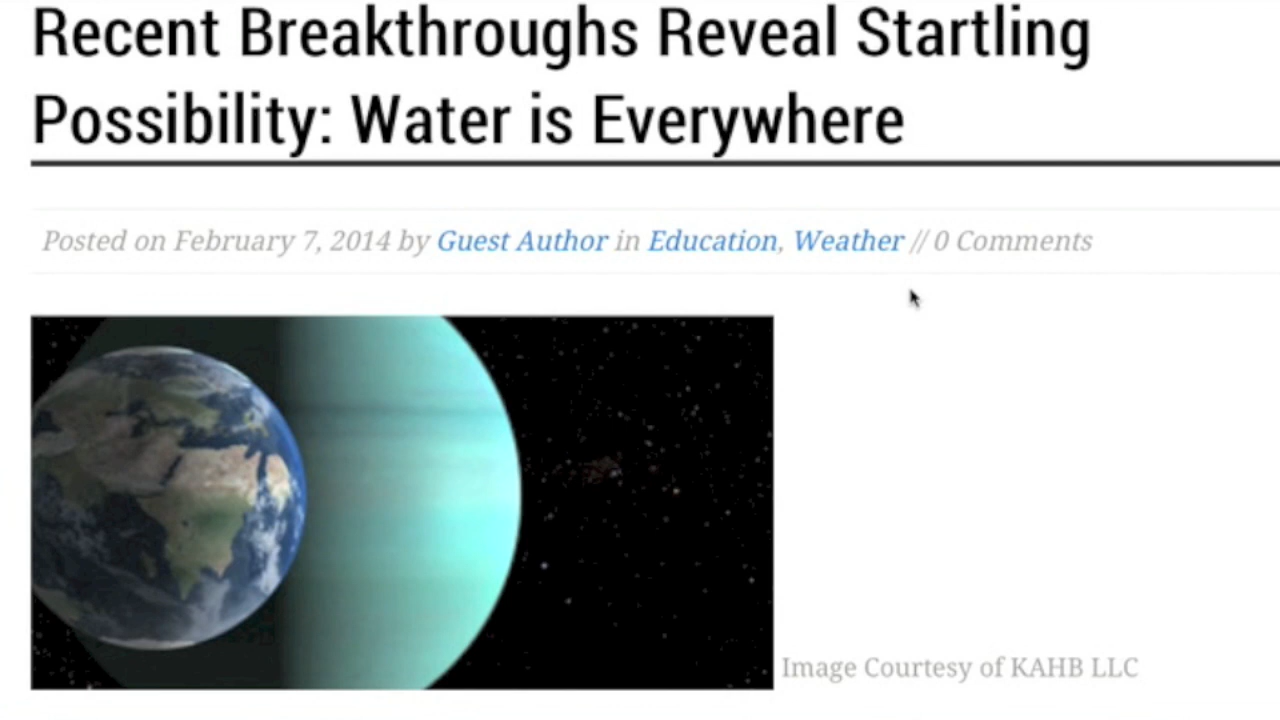 Recent Breakthroughs Reveal Startling
Possibility: Water is Everywhere
Posted on February 7, 2014 by Guest Author in Education, Weather // 0 Comments
Image Courtesy of KAHB LLC